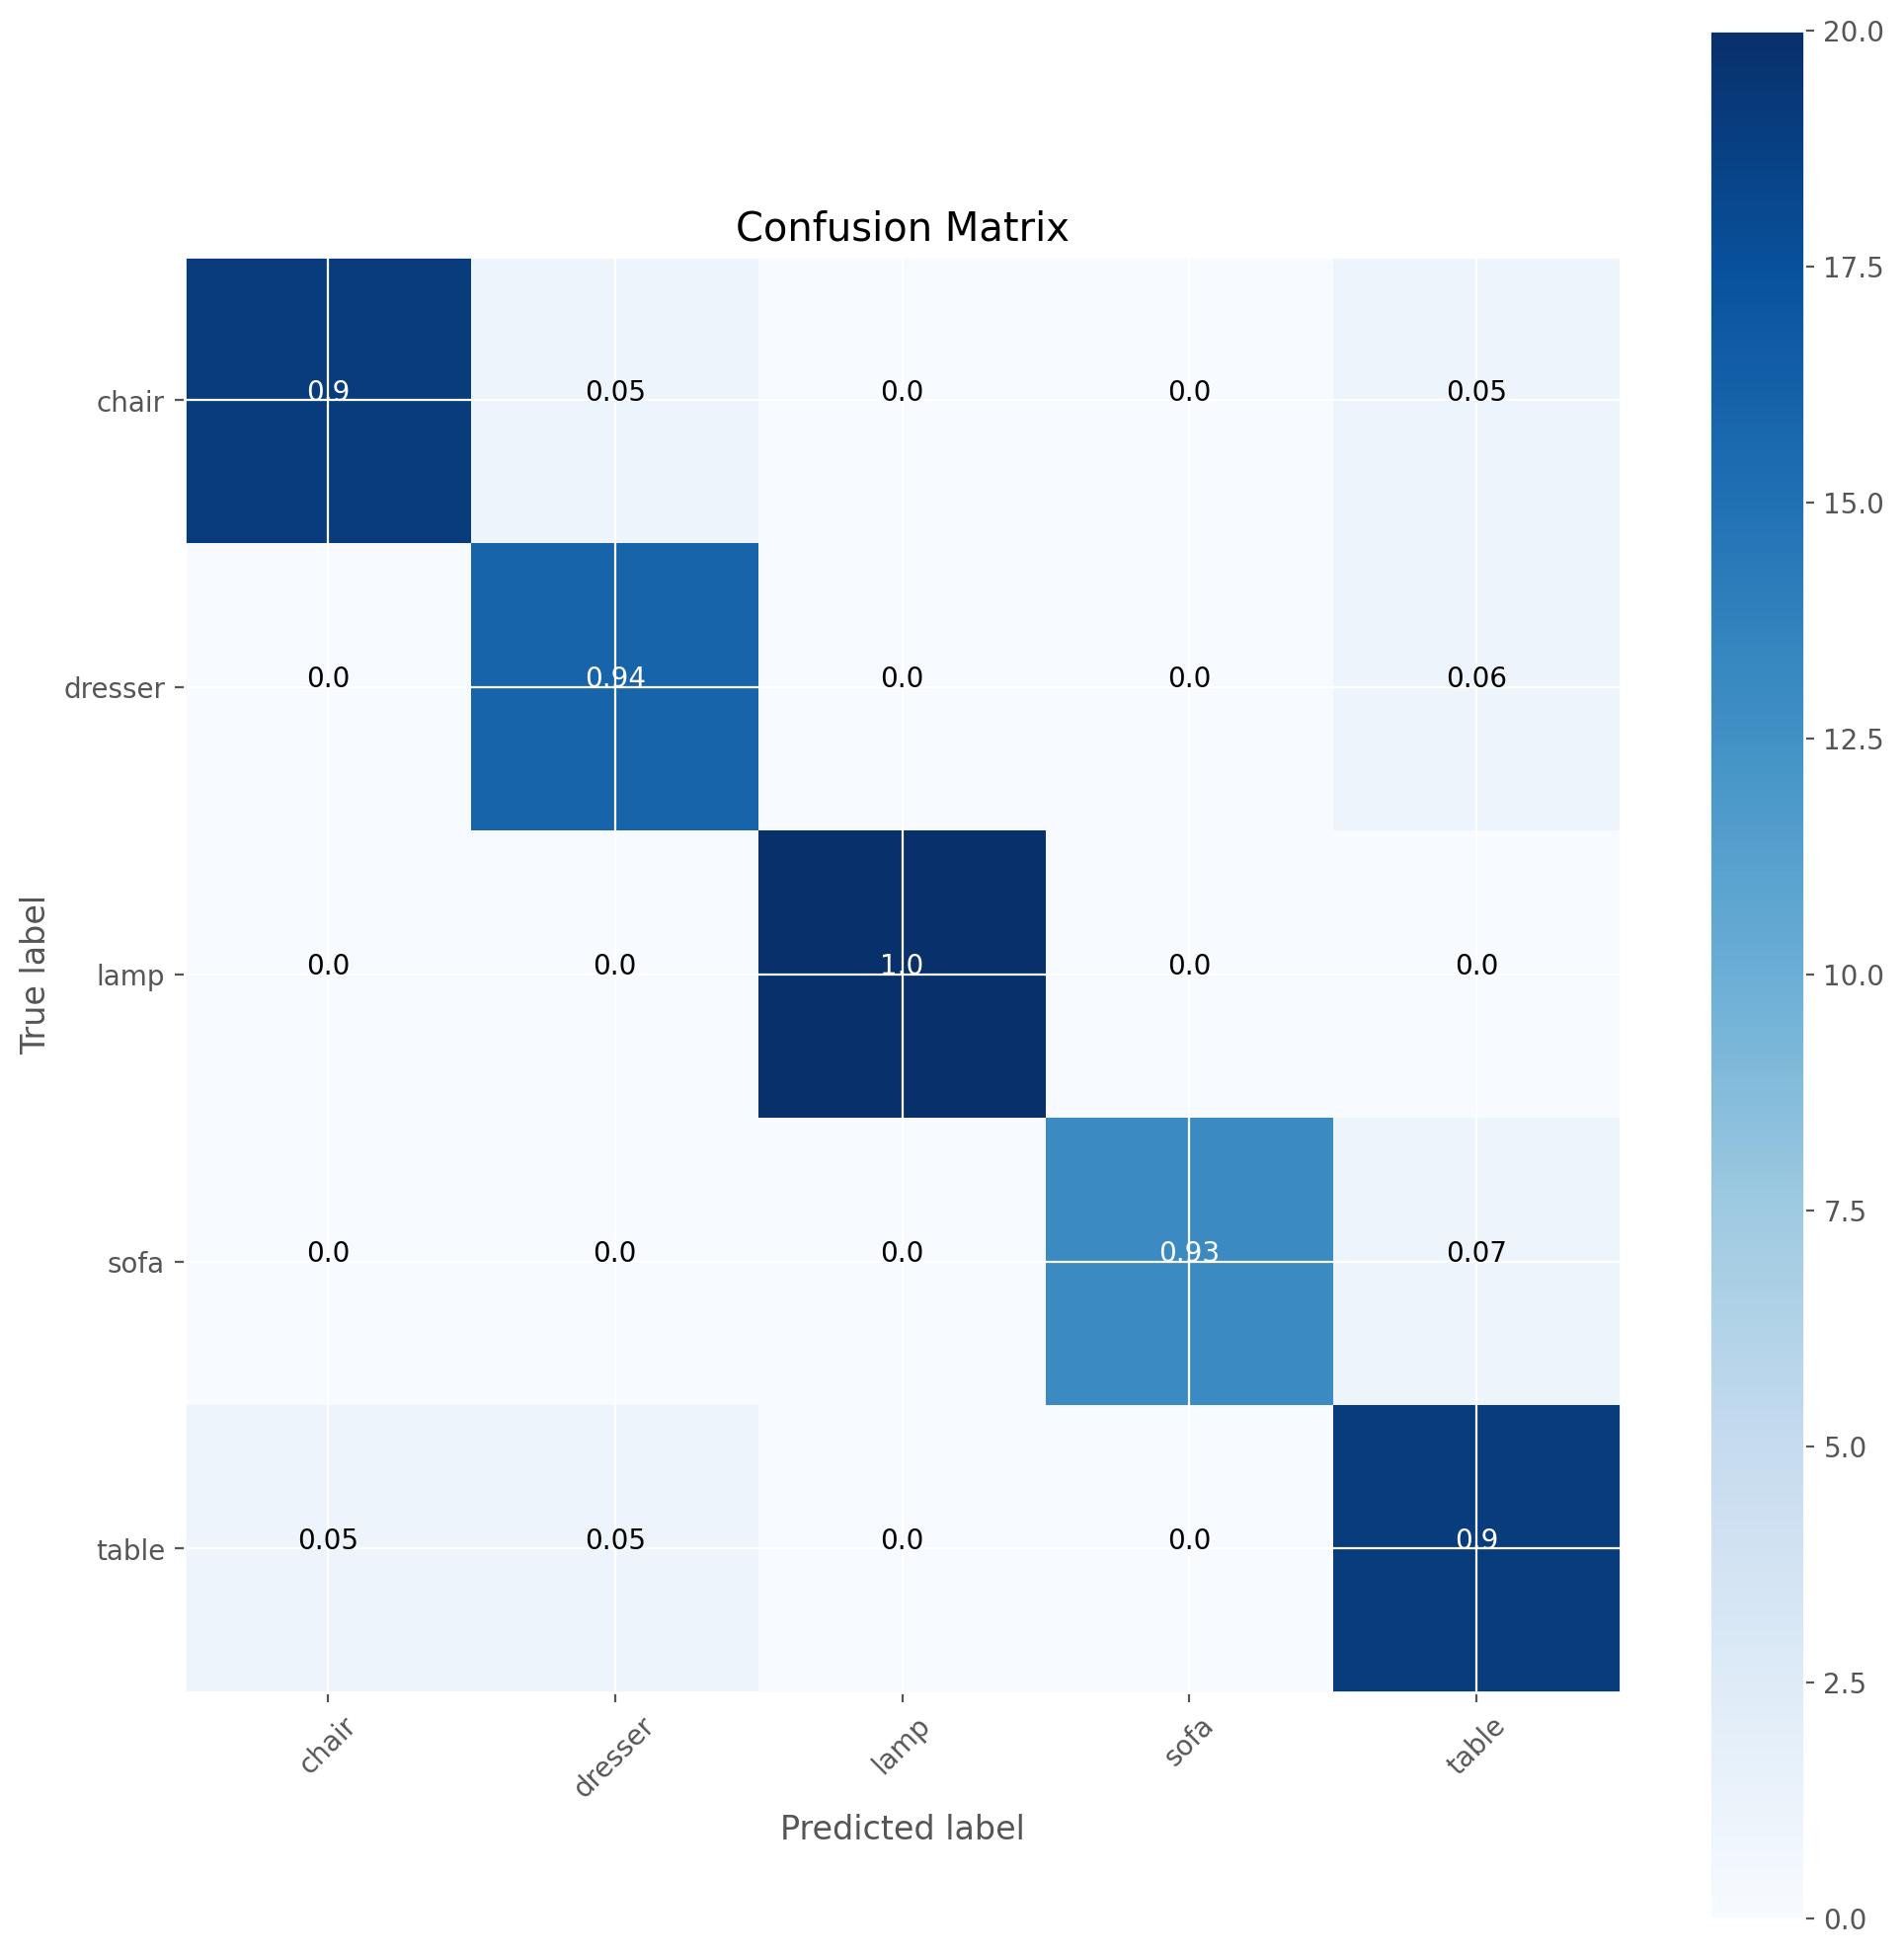 Confusion Matrix
True label
chair 0.9 0.05 0.0 0.0 0.05
dresser 0.0 0.94 0.0 0.0 0.06
lamp 0.0 0.0 1.0 0.0 0.0
sofa 0.0 0.0 0.0 0.93 0.07
table 0.05 0.05 0.0 0.0 0.9
chair dresser lamp sofa table
Predicted label
20.0
17.5
15.0
12.5
10.0
7.5
5.0
2.5
0.0